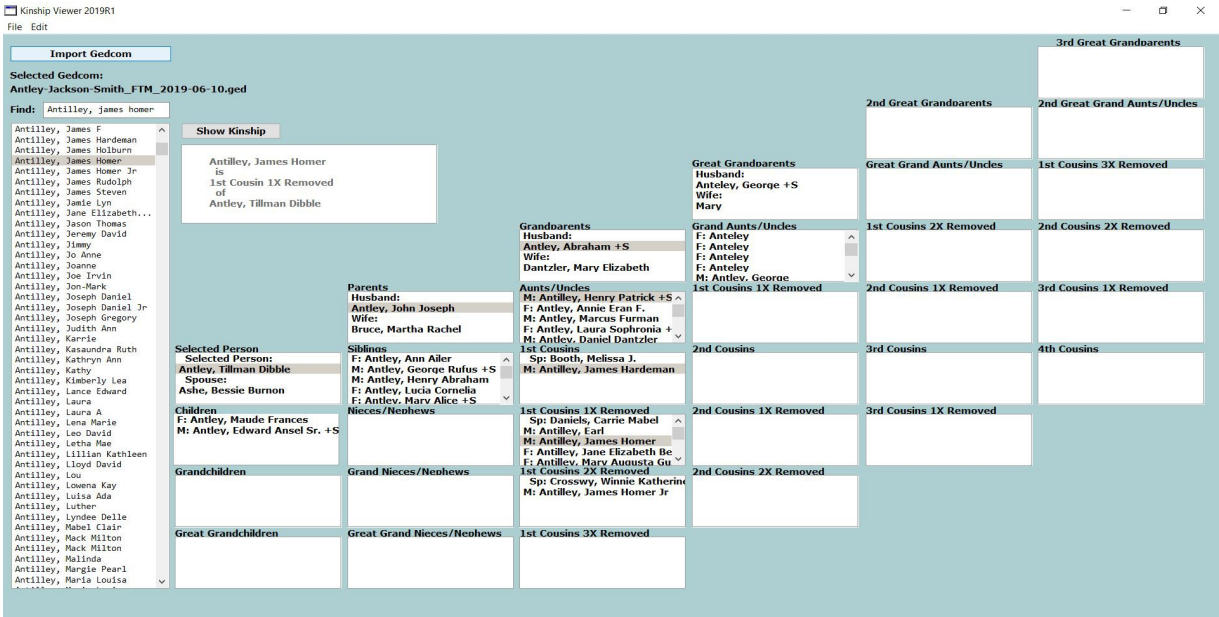 Kinship Viewer 2019R1
File Edit
Import Gedcom
Selected Gedcom:
Antley-Jackson-Smith_FTM_2019-06-10.ged
Find: Antilley, james homer
Antilley, James F
Antilley, James Hardeman
Antilley, James Holburn
Antilley, James Homer
Antilley, James Homer Jr
Antilley, James Rudolph
Antilley, James Steven
Antilley, Jamie Lyn
Antilley, Jane Elizabeth...
Antilley, Jason Thomas
Antilley, Jeremy David
Antilley, Jimmy
Antilley, Jo Anne
Antilley, Joanne
Antilley, Joe Irvin
Antilley, Jon-Mark
Antilley, Joseph Daniel
Antilley, Joseph Daniel Jr
Antilley, Joseph Gregory
Antilley, Judith Ann
Antilley, Karrie
Antilley, Kasaundra Ruth
Antilley, Kathryn Ann
Antilley, Kathy
Antilley, Kimberly Lea
Antilley, Lance Edward
Antilley, Laura
Antilley, Laura A
Antilley, Lena Marie
Antilley, Leo David
Antilley, Letha Mae
Antilley, Lillian Kathleen
Antilley, Lloyd David
Antilley, Lou
Antilley, Lowena Kay
Antilley, Luisa Ada
Antilley, Luther
Antilley, Lyndee Delle
Antilley, Mabel Clair
Antilley, Mack Milton
Antilley, Mack Milton
Antilley, Malinda
Antilley, Margie Pearl
Antilley, Maria Louisa
Show Kinship
Antilley, James Homer
is
1st Cousin 1X Removed
of
Antley, Tillman Dibble
Selected Person
Selected Person:
Antley, Tillman Dibble
Spouse:
Ashe, Bessie Burnon
Children
F: Antley, Maude Frances
M: Antley, Edward Ansel Sr. +S
Grandchildren
Great Grandchildren
Parents
Husband:
Antley, John Joseph
Wife:
Bruce, Martha Rachel
Siblings
F: Antley, Ann Ailer
M: Antley, George Rufus +S
M: Antley, Henry Abraham
F: Antley, Lucia Cornelia
F: Antley, Mary Alice +S
Nieces/Nephews
Grand Nieces/Nephews
Great Grand Nieces/Nephews
Grandparents
Husband:
Antley, Abraham +S
Wife:
Dantzler, Mary Elizabeth
Aunts/Uncles
M: Antilley, Henry Patrick +S
F: Antley, Annie Eran F.
M: Antley, Marcus Furman
F: Antley, Laura Sophronia +
M: Antley, Daniel Dantzler
1st Cousins
Sp: Booth, Melissa J.
M: Antilley, James Hardeman
1st Cousins 1X Removed
Sp: Daniels, Carrie Mabel
M: Antilley, Earl
M: Antilley, James Homer
F: Antilley, Jane Elizabeth Be
F: Antilley, Mary Augusta Gu
1st Cousins 2X Removed
Sp: Crosswy, Winnie Katherine
M: Antilley, James Homer Jr
1st Cousins 3X Removed
Great Grandparents
Husband:
Anteley, George +S
Wife:
Mary
Grand Aunts/Uncles
F: Anteley
F: Anteley
F: Anteley
F: Anteley
M: Antley, George
1st Cousins 1X Removed
2nd Cousins
2nd Cousins 1X Removed
2nd Cousins 2X Removed
2nd Great Grandparents
Great Grand Aunts/Uncles
1st Cousins 2X Removed
2nd Cousins 1X Removed
3rd Cousins
3rd Cousins 1X Removed
3rd Great Grandparents
2nd Great Grand Aunts/Uncles
1st Cousins 3X Removed
2nd Cousins 2X Removed
3rd Cousins 1X Removed
4th Cousins